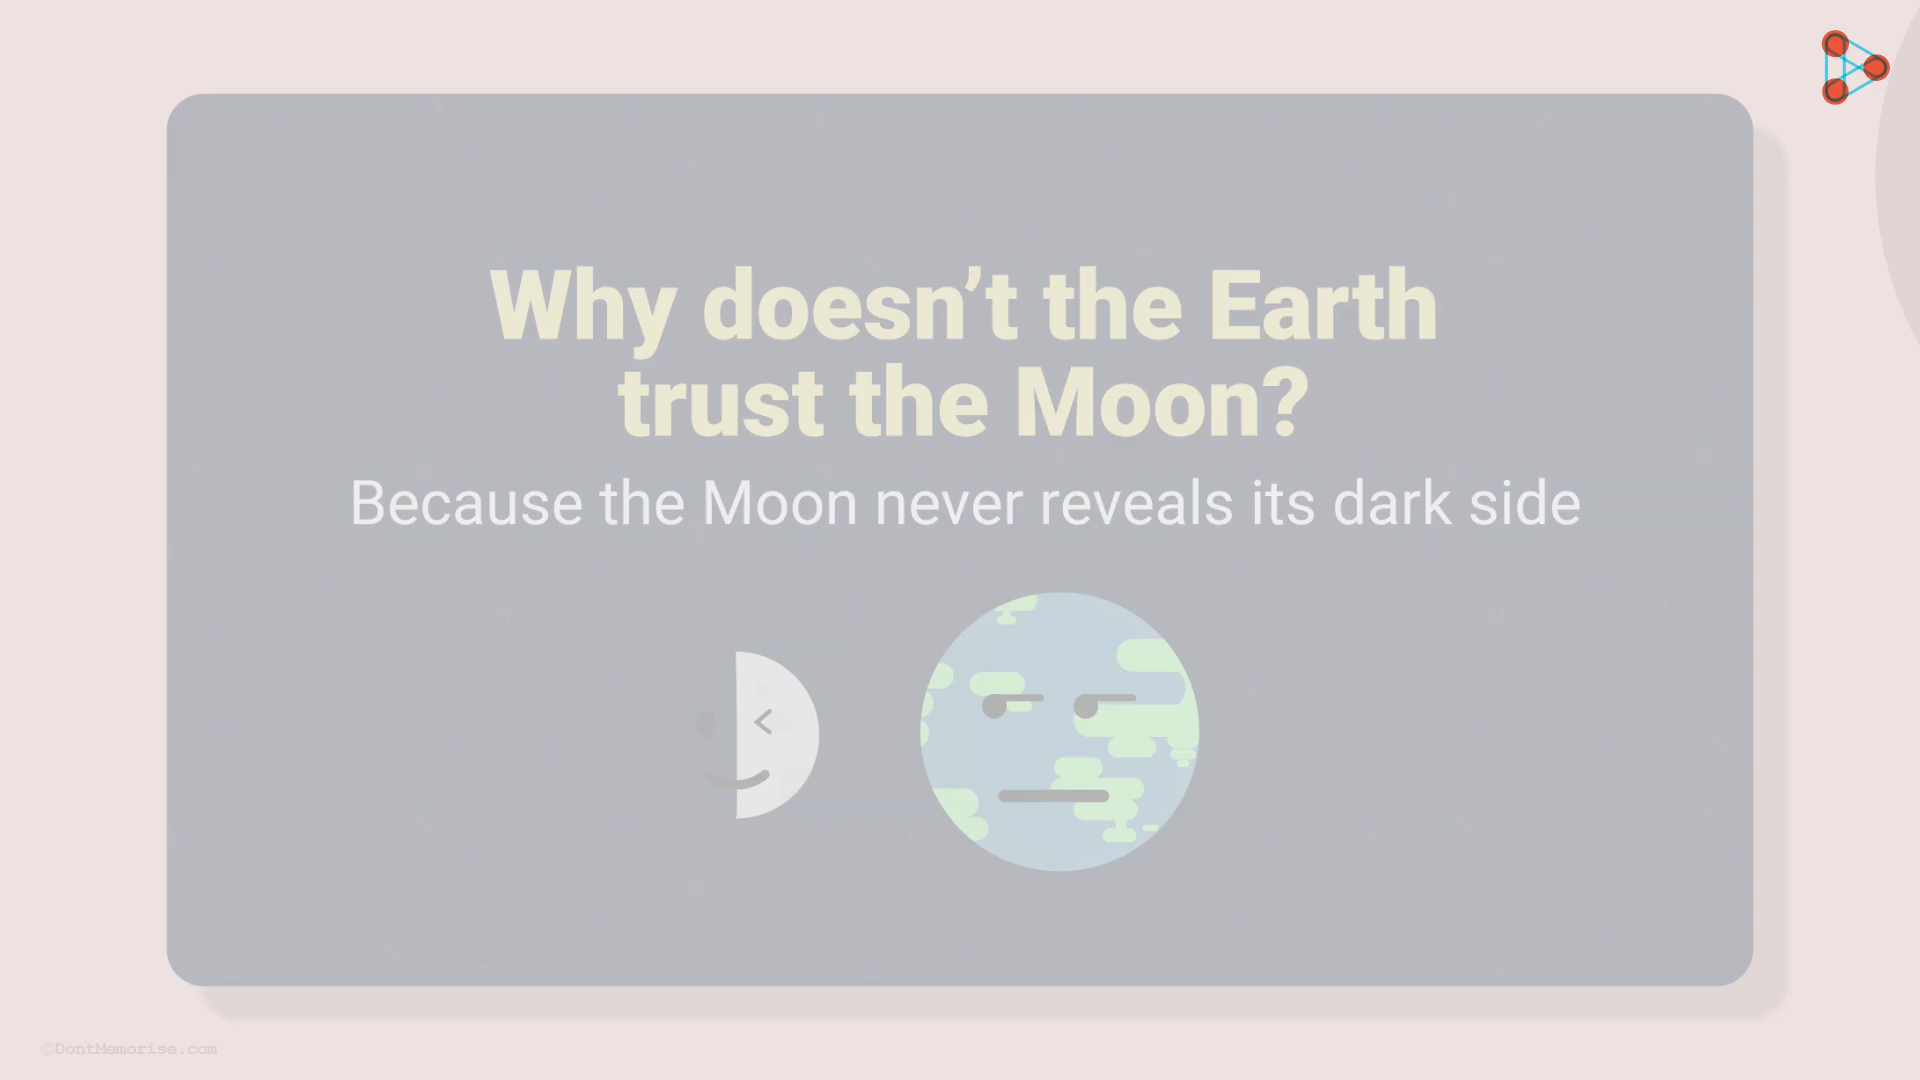 Why doesn’t the Earth
trust the Moon?
Because the Moon never reveals its dark side
©DontMemorise.com